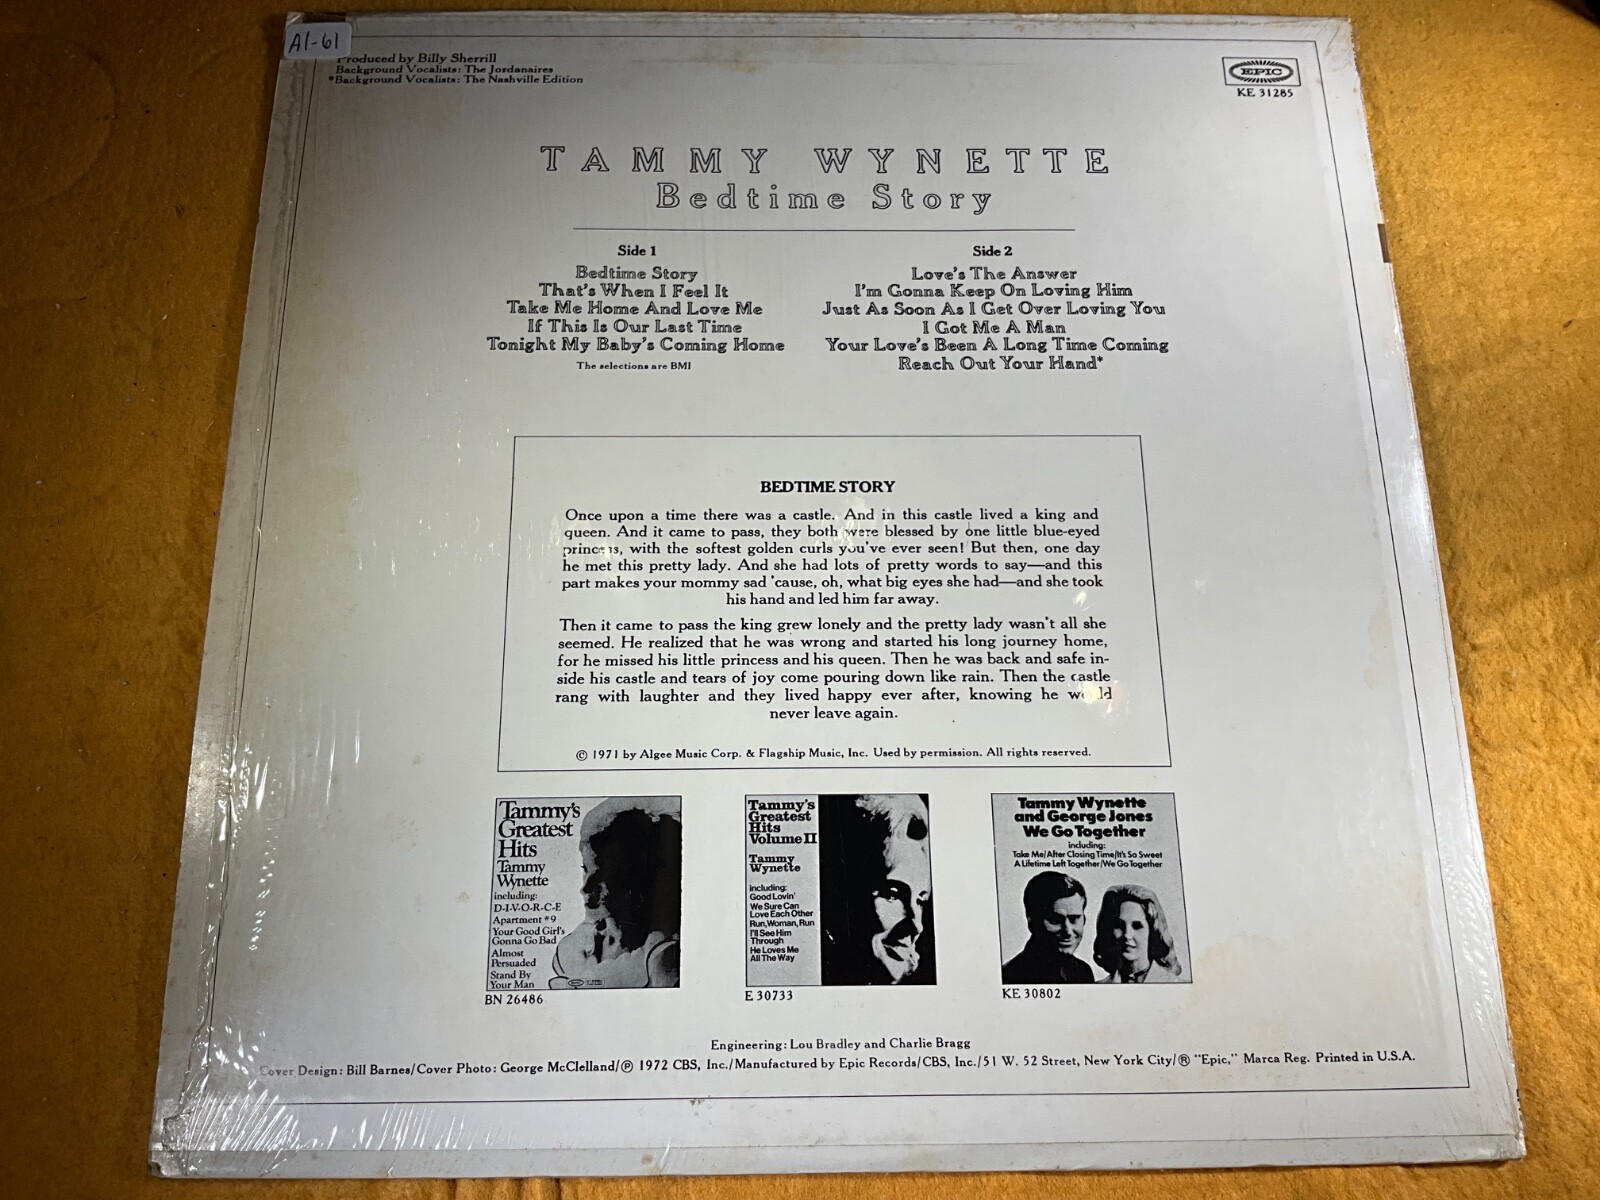 A1-61
Produced by Billy Sherrill
Background Vocalists: The Jordanaires
*Background Vocalists: The Nashville Edition
EPIC
KE 31285
TAMMY WYNETTE
Bedtime Story
Side 1
Bedtime Story
That's When I Feel It
Take Me Home And Love Me
If This Is Our Last Time
Tonight My Baby's Coming Home
The selections are BMI
Side 2
Love's The Answer
I'm Gonna Keep On Loving Him
Just As Soon As I Get Over Loving You
I Got Me A Man
Your Love's Been A Long Time Coming
Reach Out Your Hand*
BEDTIME STORY
Once upon a time there was a castle. And in this castle lived a king and
queen. And it came to pass, they both were blessed by one little blue-eyed
princess, with the softest golden curls you've ever seen! But then, one day
he met this pretty lady. And she had lots of pretty words to say—and this
part makes your mommy sad 'cause, oh, what big eyes she had—and she took
his hand and led him far away.
Then it came to pass the king grew lonely and the pretty lady wasn't all she
seemed. He realized that he was wrong and started his long journey home,
for he missed his little princess and his queen. Then he was back and safe in-
side his castle and tears of joy come pouring down like rain. Then the castle
rang with laughter and they lived happy ever after, knowing he would
never leave again.
© 1971 by Algee Music Corp. & Flagship Music, Inc. Used by permission. All rights reserved.
Tammy's
Greatest
Hits
Tammy
Wynette
including:
D-I-V-O-R-C-E
Apartment #9
Your Good Girl's
Gonna Go Bad
Almost
Persuaded
Stand By
Your Man
BN 26486
Tammy's
Greatest
Hits
Volume II
Tammy
Wynette
including:
Good Lovin'
We Sure Can
Love Each Other
Run, Woman, Run
I'll See Him
Through
He Loves Me
All The Way
E 30733
Tammy Wynette
and George Jones
We Go Together
including:
Take Me/After Closing Time/It's So Sweet
A Lifetime Left Together/We Go Together
KE 30802
Engineering: Lou Bradley and Charlie Bragg
Cover Design: Bill Barnes/Cover Photo: George McClelland/℗ 1972 CBS, Inc./Manufactured by Epic Records/CBS, Inc./51 W. 52 Street, New York City/® "Epic," Marca Reg. Printed in U.S.A.